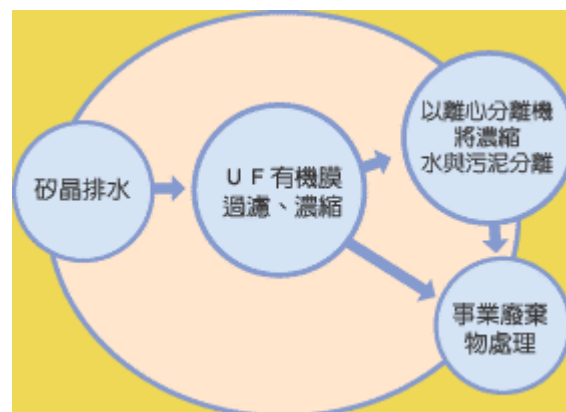 矽晶排水
UF有機膜
過濾、濃縮
以離心分離機
將濃縮
水與污泥分離
事業廢棄
物處理